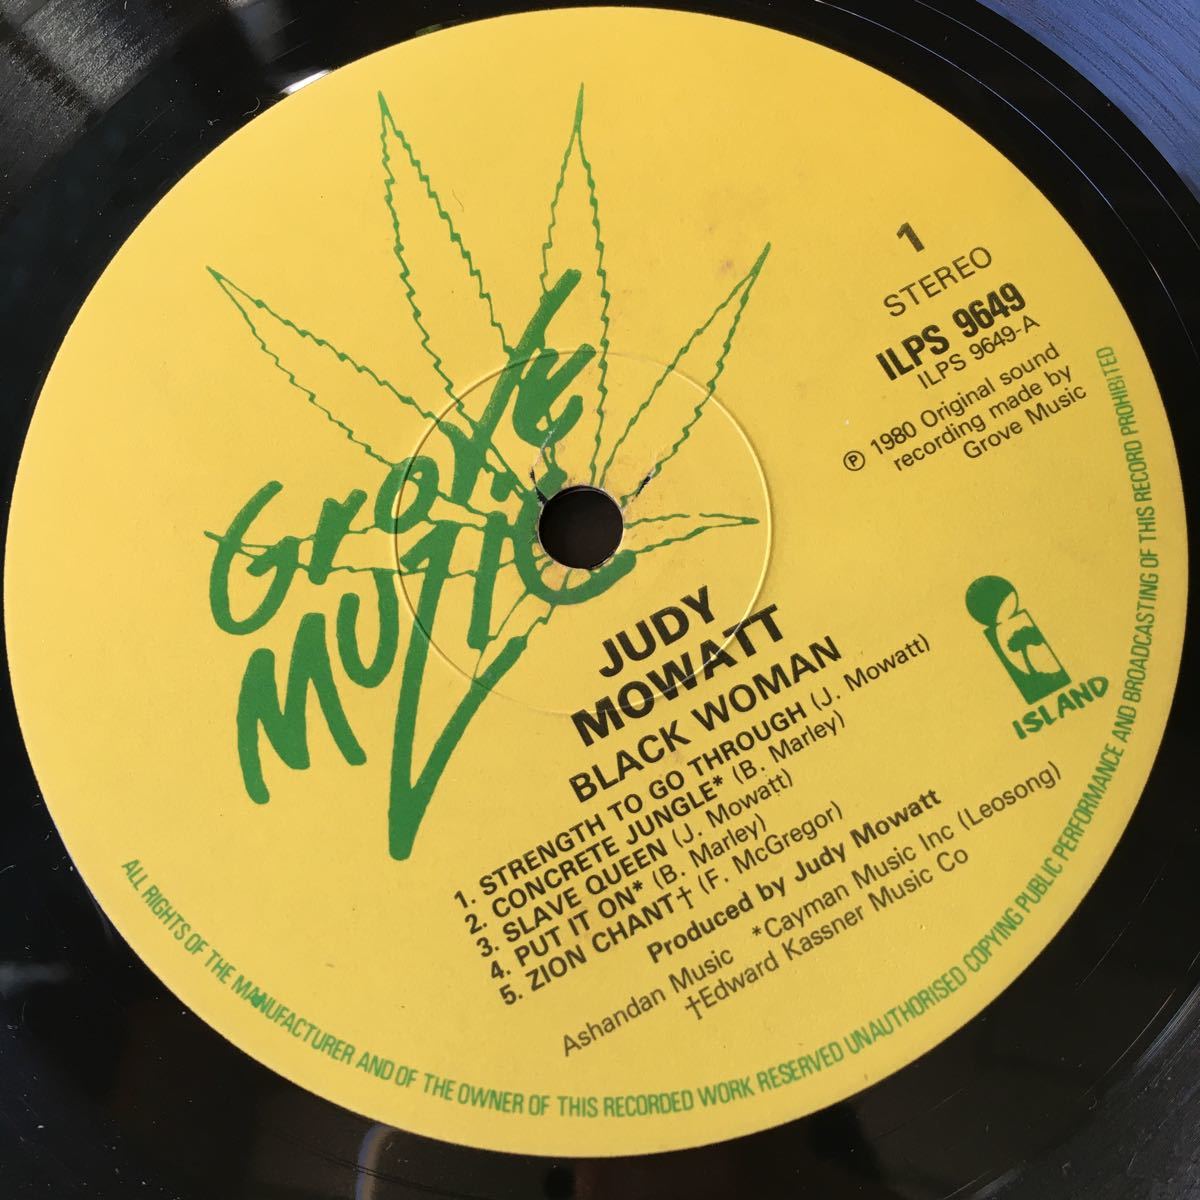 Grove
Music
1
STEREO
ILPS 9649
ILPS 9649-A
Ⓟ 1980 Original sound
recording made by
Grove Music
ISLAND
JUDY
MOWATT
BLACK WOMAN
1. STRENGTH TO GO THROUGH (J. Mowatt)
2. CONCRETE JUNGLE* (B. Marley)
3. SLAVE QUEEN (J. Mowatt)
4. PUT IT ON* (B. Marley)
5. ZION CHANT† (F. McGregor)
Produced by Judy Mowatt
Ashandan Music *Cayman Music Inc (Leosong)
†Edward Kassner Music Co
ALL RIGHTS OF THE MANUFACTURER AND OF THE OWNER OF THIS RECORDED WORK RESERVED UNAUTHORISED COPYING PUBLIC PERFORMANCE AND BROADCASTING OF THIS RECORD PROHIBITED